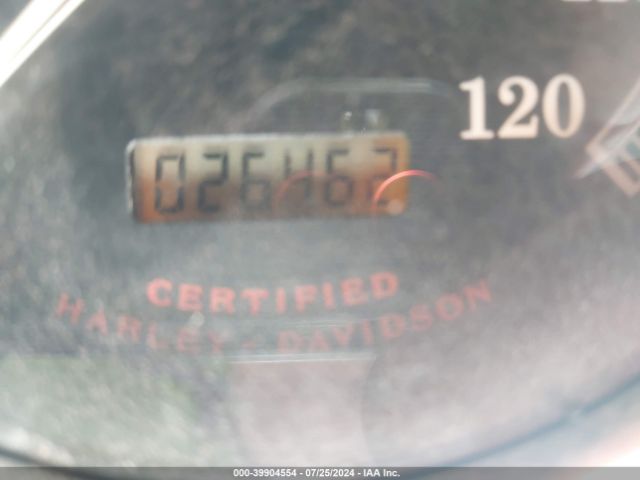 120
026462
CERTIFIED
HARLEY - DAVIDSON
000-39904554 - 07/25/2024 - IAA Inc.